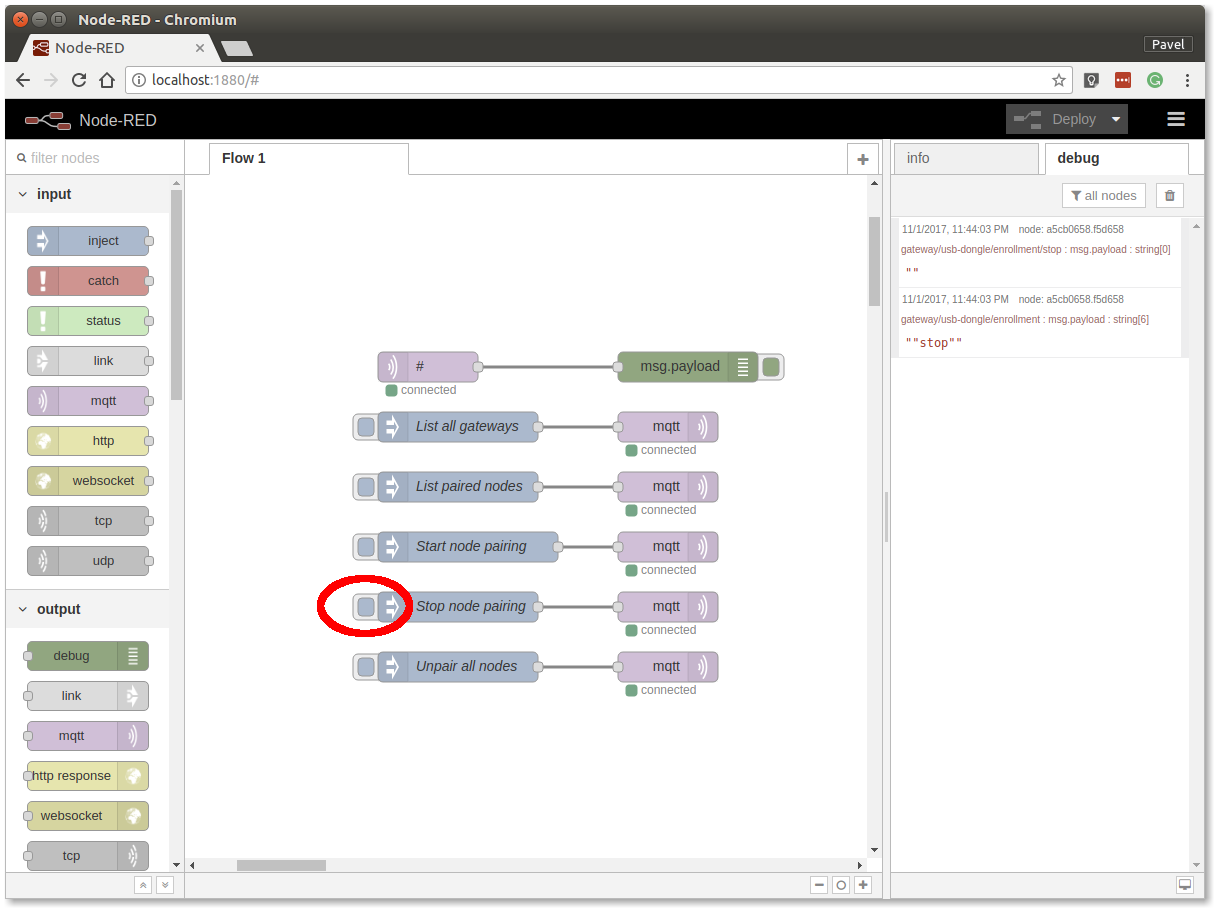 Node-RED - Chromium
Node-RED
Pavel
localhost:1880/#
Node-RED
Deploy
filter nodes
input
inject
catch
status
link
mqtt
http
websocket
tcp
udp
output
debug
link
mqtt
http response
websocket
tcp
Flow 1
#
connected
msg.payload
List all gateways
mqtt
connected
List paired nodes
mqtt
connected
Start node pairing
mqtt
connected
Stop node pairing
mqtt
connected
Unpair all nodes
mqtt
connected
info
debug
all nodes
11/1/2017, 11:44:03 PM node: a5cb0658.f5d658
gateway/usb-dongle/enrollment/stop : msg.payload : string[0]
""
11/1/2017, 11:44:03 PM node: a5cb0658.f5d658
gateway/usb-dongle/enrollment : msg.payload : string[6]
""stop""